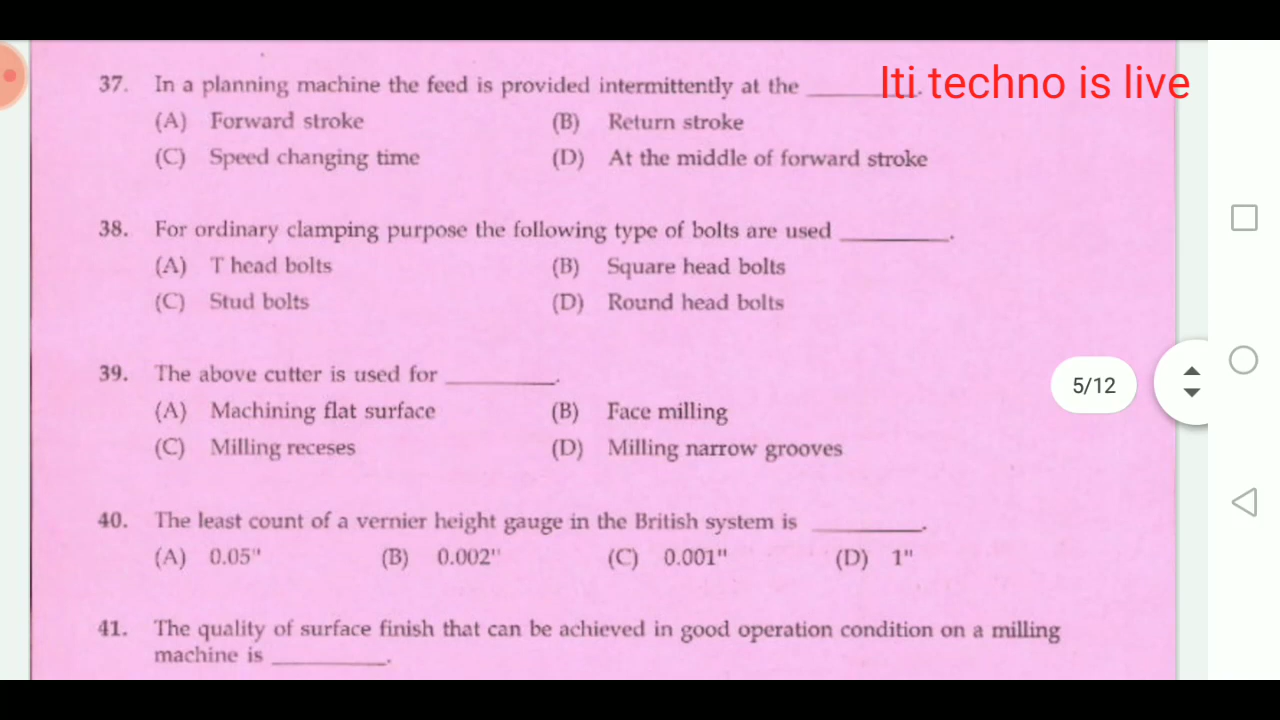 Iti techno is live
37. In a planning machine the feed is provided intermittently at the ________.
(A) Forward stroke (B) Return stroke
(C) Speed changing time (D) At the middle of forward stroke
38. For ordinary clamping purpose the following type of bolts are used ________.
(A) T head bolts (B) Square head bolts
(C) Stud bolts (D) Round head bolts
39. The above cutter is used for ________.
(A) Machining flat surface (B) Face milling
(C) Milling receses (D) Milling narrow grooves
5/12
40. The least count of a vernier height gauge in the British system is ________.
(A) 0.05" (B) 0.002" (C) 0.001" (D) 1"
41. The quality of surface finish that can be achieved in good operation condition on a milling
machine is ________.